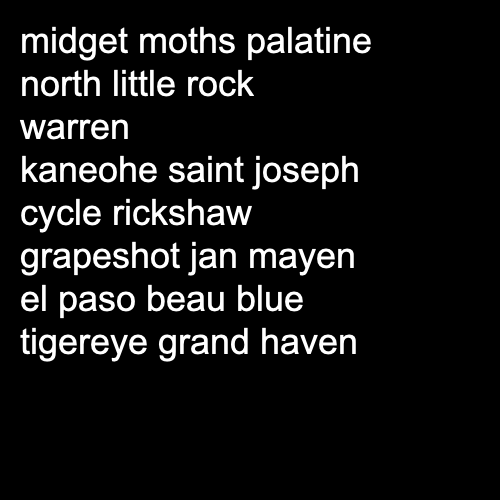 midget moths palatine
north little rock
warren
kaneohe saint joseph
cycle rickshaw
grapeshot jan mayen
el paso beau blue
tigereye grand haven